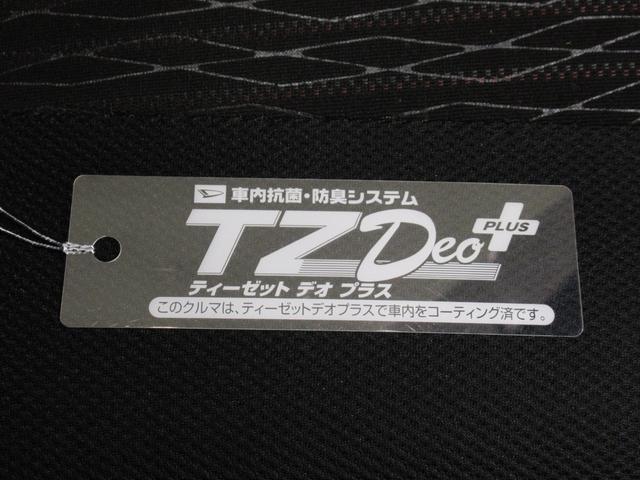 車内抗菌・防臭システム
TZ Deo PLUS
ティーゼット デオ プラス
このクルマは、ティーゼットデオプラスで車内をコーティング済です。